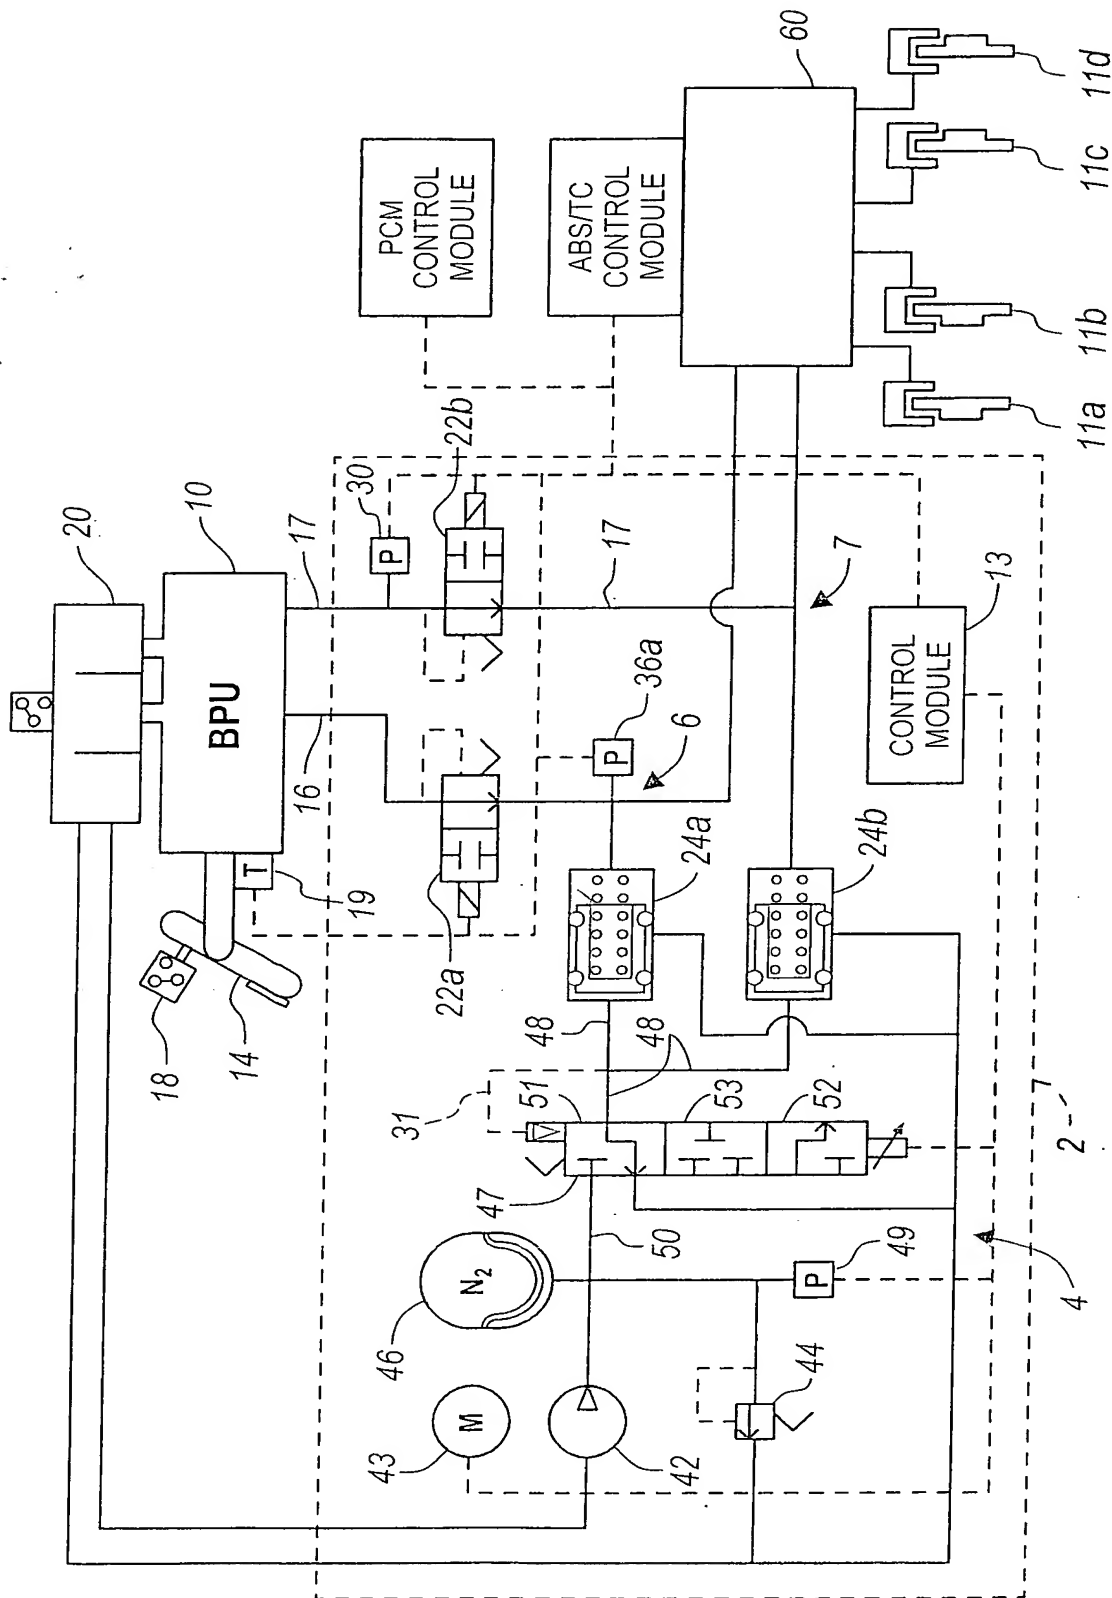 60
11d
11c
11b
11a
PCM
CONTROL
MODULE
ABS/TC
CONTROL
MODULE
20
10
17
30
P
22b
17
7
BPU
16
T
19
18
14
22a
P
36a
6
24a
24b
CONTROL
MODULE
13
48
48
31
51
53
52
47
50
N2
46
P
49
4
2
M
43
42
44